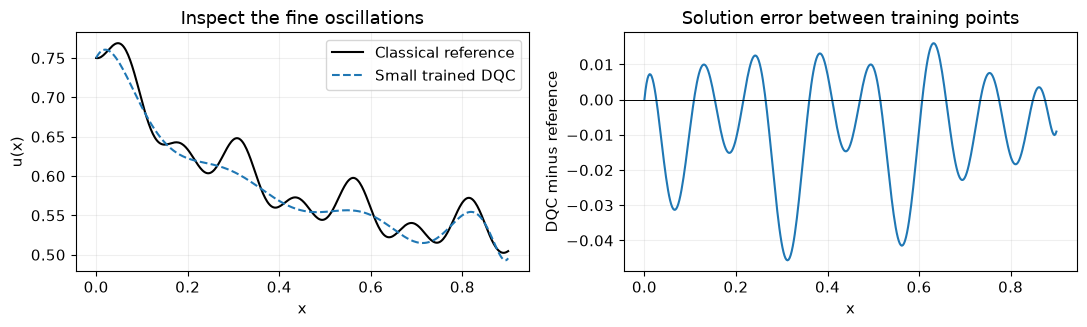 Inspect the fine oscillations
Classical reference
Small trained DQC
u(x)
0.75
0.70
0.65
0.60
0.55
0.50
0.0
0.2
0.4
0.6
0.8
x
Solution error between training points
DQC minus reference
0.01
0.00
−0.01
−0.02
−0.03
−0.04
0.0
0.2
0.4
0.6
0.8
x